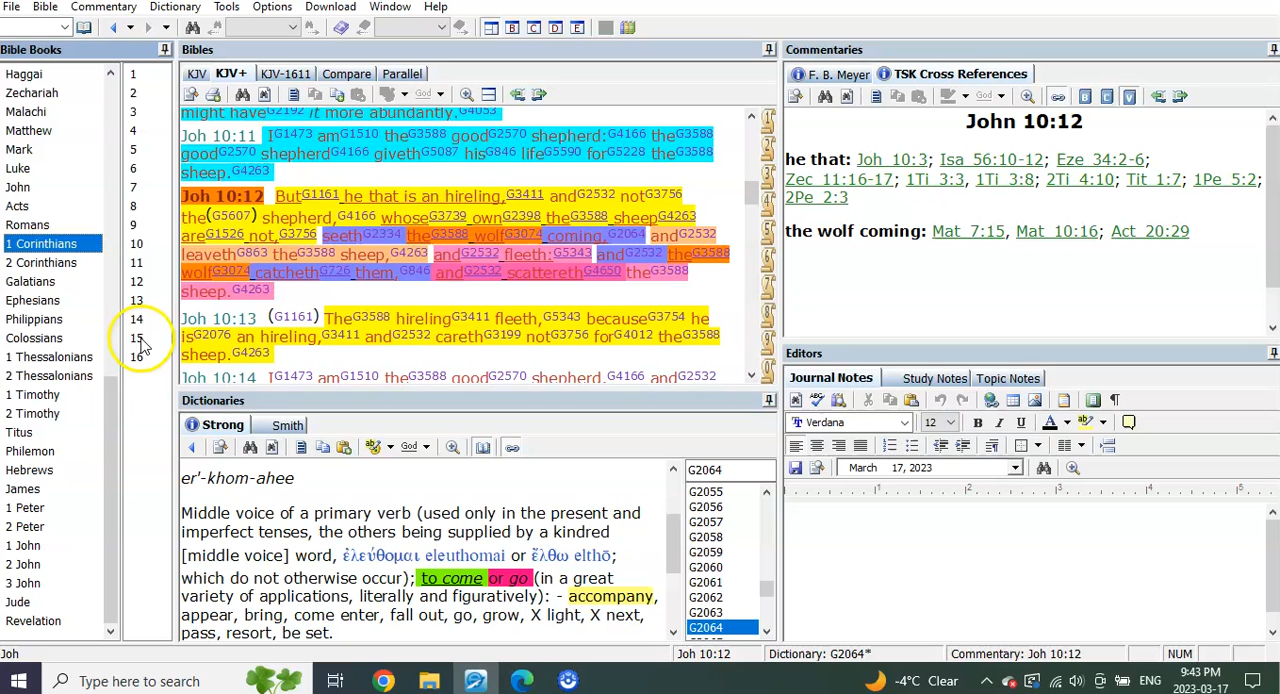 File Bible Commentary Dictionary Tools Options Download Window Help
B C D E
Bible Books
Haggai
Zechariah
Malachi
Matthew
Mark
Luke
John
Acts
Romans
1 Corinthians
2 Corinthians
Galatians
Ephesians
Philippians
Colossians
1 Thessalonians
2 Thessalonians
1 Timothy
2 Timothy
Titus
Philemon
Hebrews
James
1 Peter
2 Peter
1 John
2 John
3 John
Jude
Revelation
1
2
3
4
5
6
7
8
9
10
11
12
13
14
15
16
Bibles
KJV KJV+ KJV-1611 Compare Parallel
God
might have G2192 it more abundantly. G4053
Joh 10:11 I G1473 am G1510 the G3588 good G2570 shepherd: G4166 the G3588
good G2570 shepherd G4166 giveth G5087 his G846 life G5590 for G5228 the G3588
sheep. G4263
Joh 10:12 But G1161 he that is an hireling, G3411 and G2532 not G3756
the (G5607) shepherd, G4166 whose G3739 own G2398 the G3588 sheep G4263
are G1526 not, G3756 seeth G2334 the G3588 wolf G3074 coming, G2064 and G2532
leaveth G863 the G3588 sheep, G4263 and G2532 fleeth: G5343 and G2532 the G3588
wolf G3074 catcheth G726 them, G846 and G2532 scattereth G4650 the G3588
sheep. G4263
Joh 10:13 (G1161) The G3588 hireling G3411 fleeth, G5343 because G3754 he
is G2076 an hireling, G3411 and G2532 careth G3199 not G3756 for G4012 the G3588
sheep. G4263
Joh 10:14 I G1473 am G1510 the G3588 good G2570 shepherd, G4166 and G2532
Dictionaries
Strong Smith
God
er'-khom-ahee
Middle voice of a primary verb (used only in the present and
imperfect tenses, the others being supplied by a kindred
[middle voice] word, ἐλεύθομαι eleuthomai or ἔλθω elthō;
which do not otherwise occur); to come or go (in a great
variety of applications, literally and figuratively): - accompany,
appear, bring, come enter, fall out, go, grow, X light, X next,
pass, resort, be set.
G2064
G2055
G2056
G2057
G2058
G2059
G2060
G2061
G2062
G2063
G2064
Commentaries
F. B. Meyer TSK Cross References
God B C V
John 10:12
he that: Joh 10:3; Isa 56:10-12; Eze 34:2-6;
Zec 11:16-17; 1Ti 3:3, 1Ti 3:8; 2Ti 4:10; Tit 1:7; 1Pe 5:2;
2Pe 2:3
the wolf coming: Mat 7:15, Mat 10:16; Act 20:29
Editors
Journal Notes Study Notes Topic Notes
Verdana 12 B I U A
March 17, 2023
1 2 3 4 5
Joh Joh 10:12 Dictionary: G2064* Commentary: Joh 10:12 NUM
Type here to search
-4°C Clear ENG 9:43 PM
2023-03-17